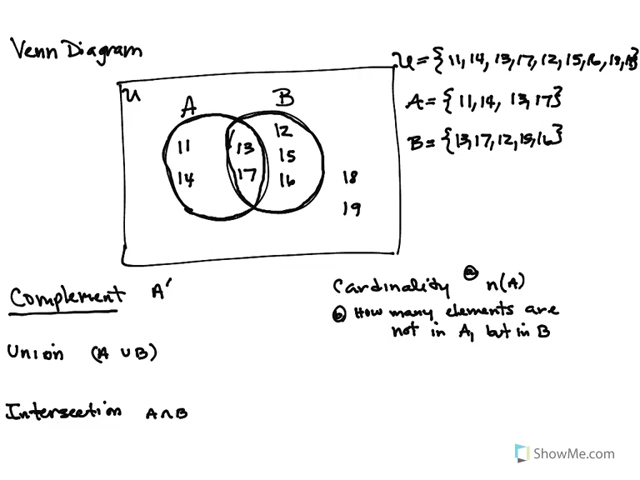 Venn Diagram
U = {11, 14, 13, 17, 12, 15, 16, 18, 19}
A = {11, 14, 13, 17}
B = {13, 17, 12, 15, 16}
U
A B
11 13 12
15
14 17 16 18
19
Complement A'
Cardinality ⓐ n(A)
ⓑ How many elements are
not in A, but in B
Union (A ∪ B)
Intersection A ∩ B
ShowMe.com